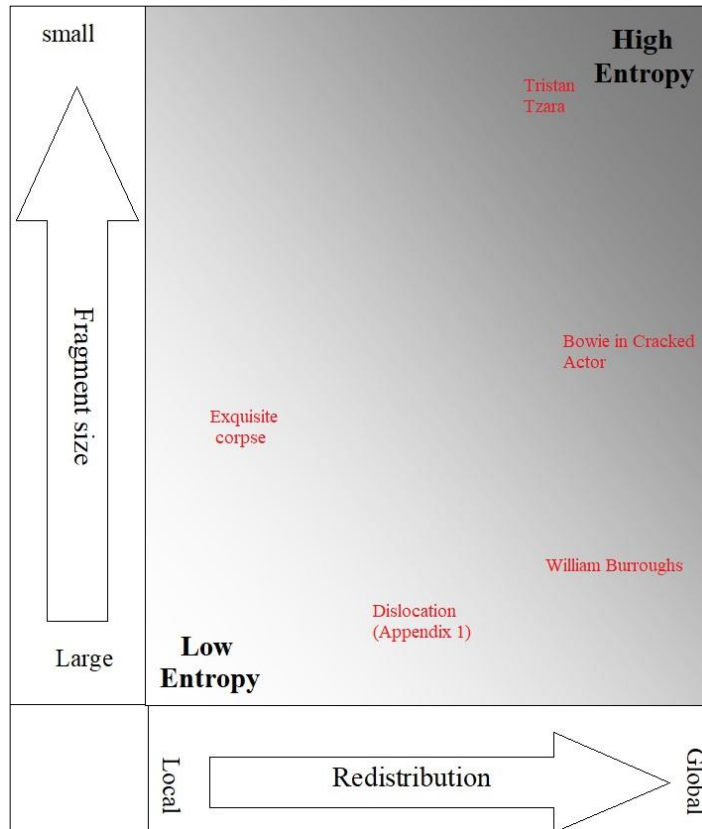 small
High
Entropy
Tristan
Tzara
Fragment size
Bowie in Cracked
Actor
Exquisite
corpse
William Burroughs
Dislocation
(Appendix 1)
Large
Low
Entropy
Local
Redistribution
Global